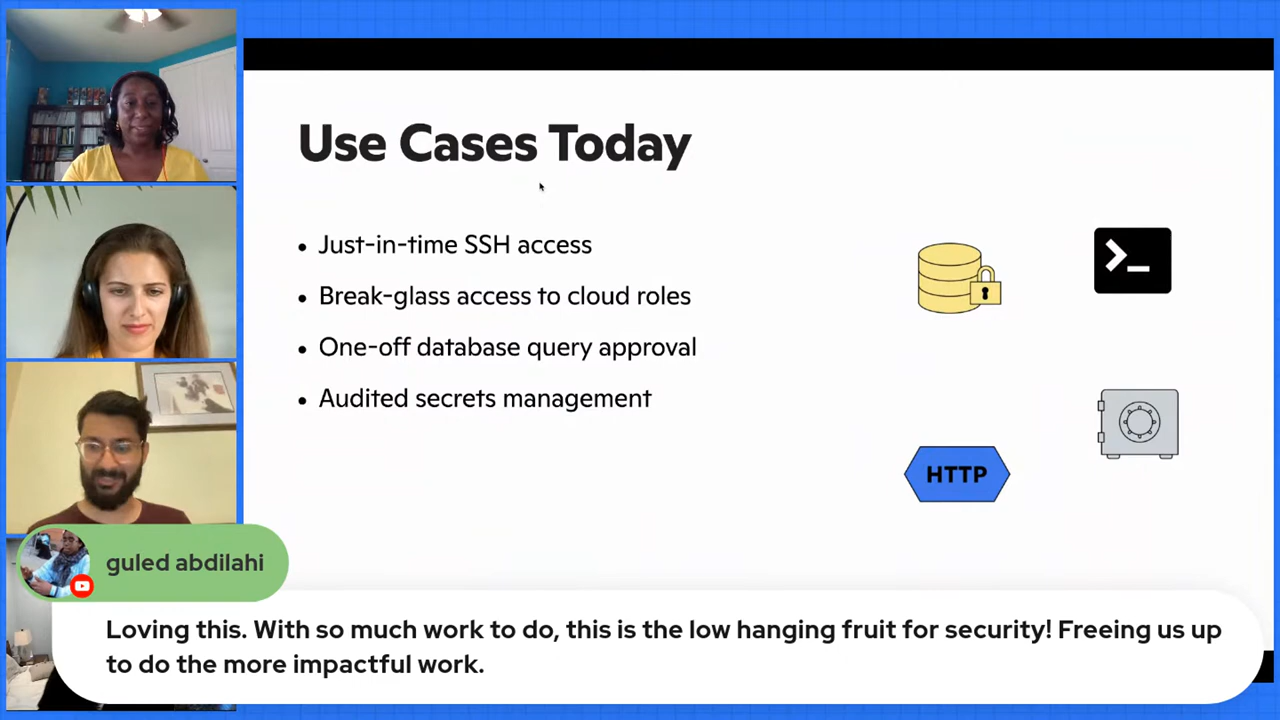 Use Cases Today
• Just-in-time SSH access
• Break-glass access to cloud roles
• One-off database query approval
• Audited secrets management
>_
HTTP
guled abdilahi
Loving this. With so much work to do, this is the low hanging fruit for security! Freeing us up
to do the more impactful work.